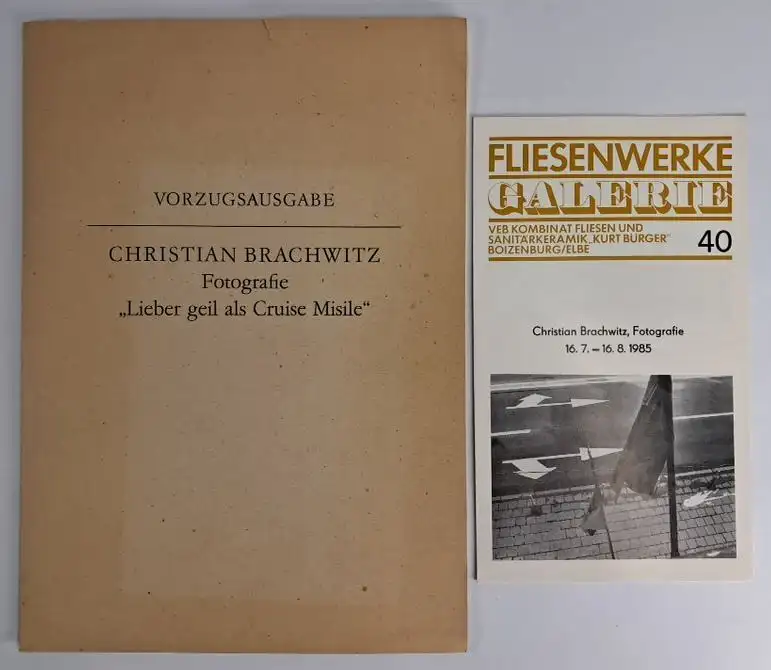 VORZUGSAUSGABE
CHRISTIAN BRACHWITZ
Fotografie
„Lieber geil als Cruise Misile“
FLIESENWERKE
GALERIE
VEB KOMBINAT FLIESEN UND
SANITÄRKERAMIK „KURT BÜRGER“
BOIZENBURG/ELBE
40
Christian Brachwitz, Fotografie
16. 7. – 16. 8. 1985